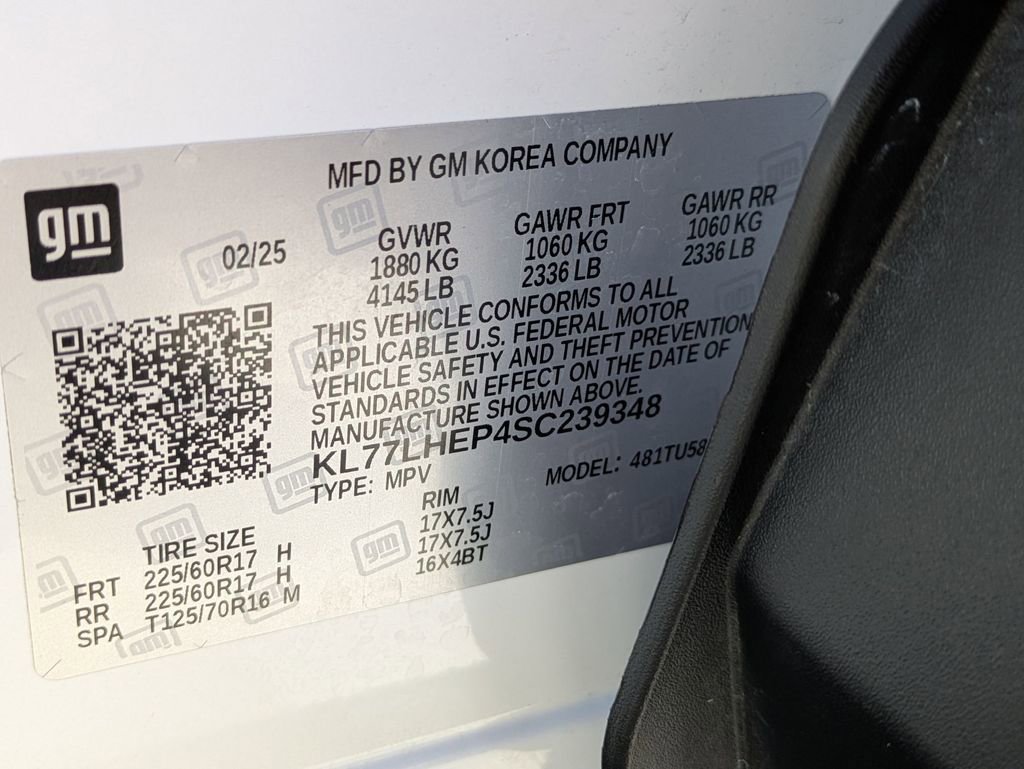 MFD BY GM KOREA COMPANY
gm
02/25
GVWR GAWR FRT GAWR RR
1880 KG 1060 KG 1060 KG
4145 LB 2336 LB 2336 LB
THIS VEHICLE CONFORMS TO ALL
APPLICABLE U.S. FEDERAL MOTOR
VEHICLE SAFETY AND THEFT PREVENTION
STANDARDS IN EFFECT ON THE DATE OF
MANUFACTURE SHOWN ABOVE.
KL77LHEP4SC239348
TYPE: MPV MODEL: 481TU58
TIRE SIZE RIM
FRT 225/60R17 H 17X7.5J
RR 225/60R17 H 17X7.5J
SPA T125/70R16 M 16X4BT